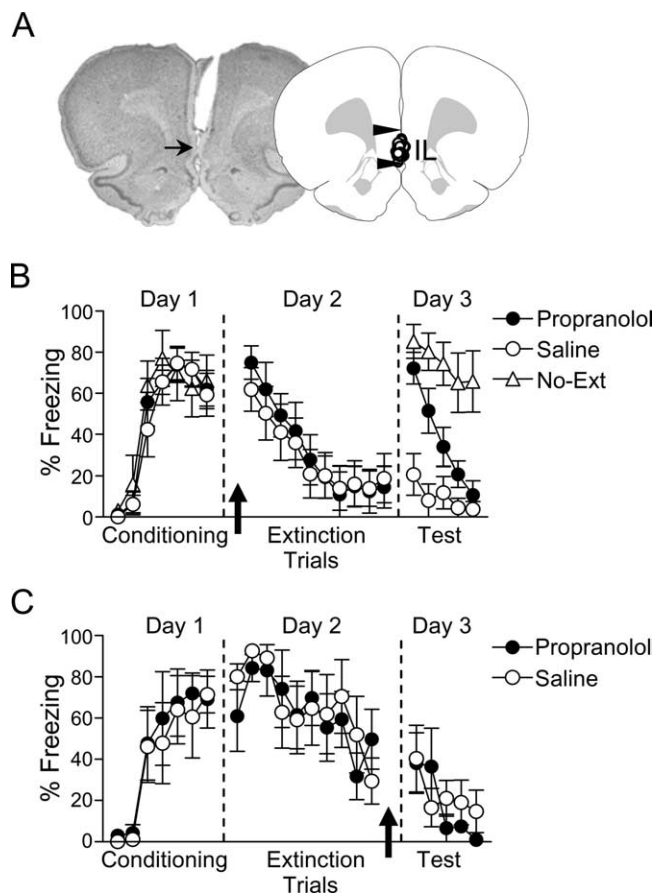 A
IL
B
Day 1 Day 2 Day 3
100
80
60
40
20
0
% Freezing
Propranolol
Saline
No-Ext
Conditioning Extinction Test
Trials
C
Day 1 Day 2 Day 3
100
80
60
40
20
0
% Freezing
Propranolol
Saline
Conditioning Extinction Test
Trials